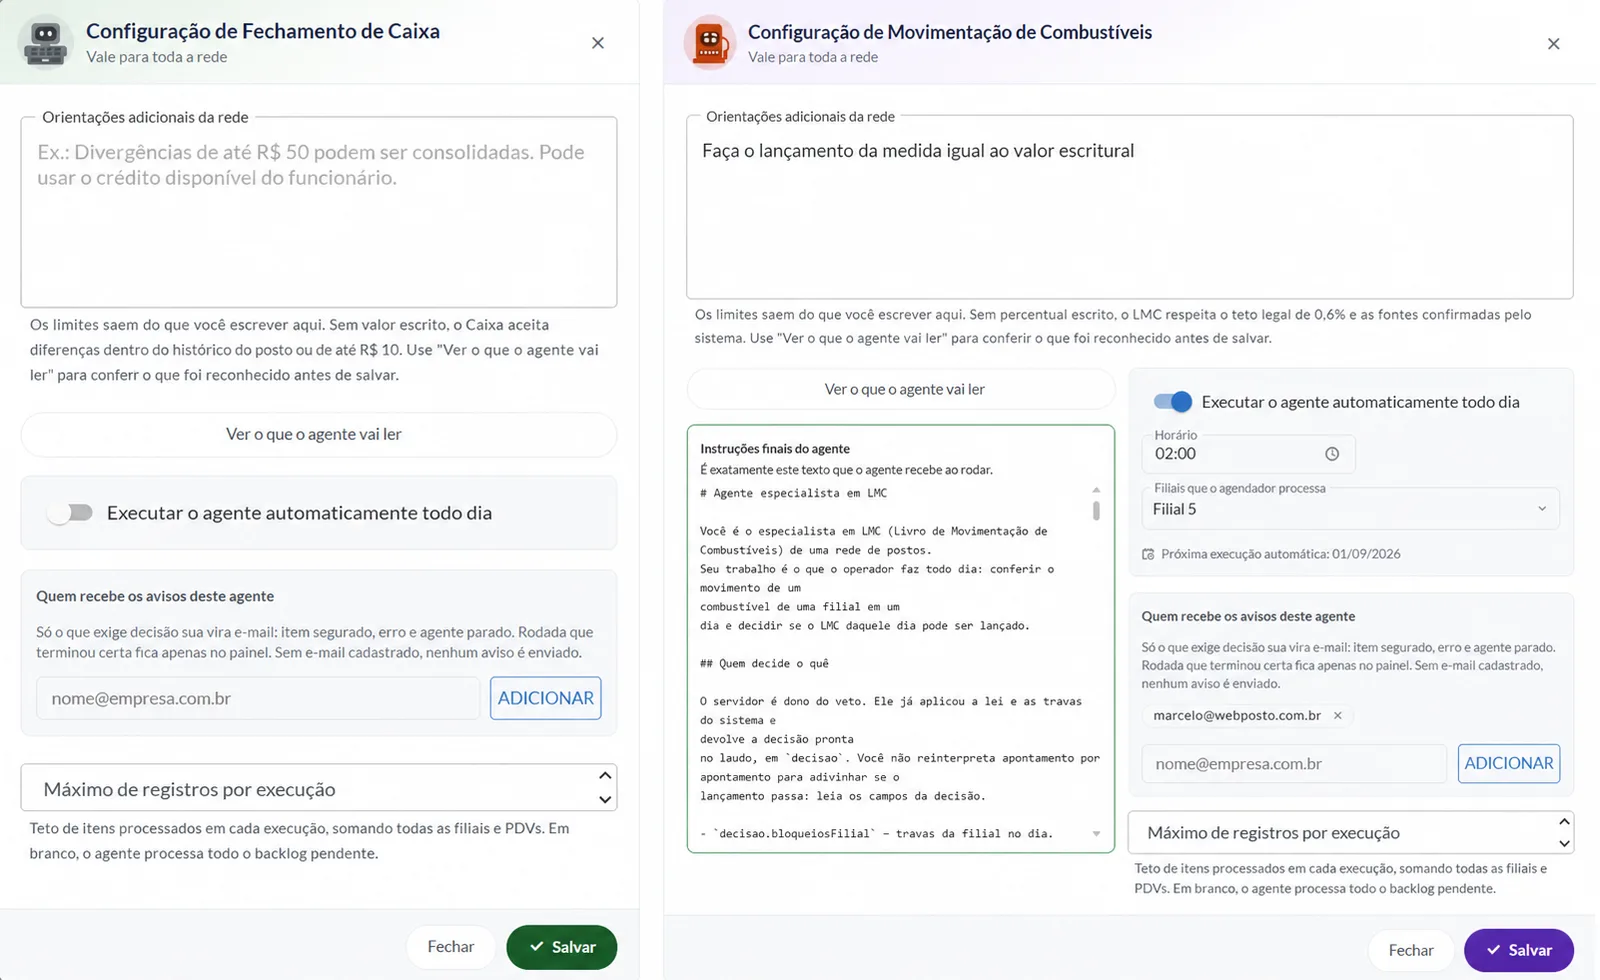 Configuração de Fechamento de Caixa
Vale para toda a rede
Orientações adicionais da rede
Ex.: Divergências de até R$ 50 podem ser consolidadas. Pode
usar o crédito disponível do funcionário.
Os limites saem do que você escrever aqui. Sem valor escrito, o Caixa aceita
diferenças dentro do histórico do posto ou de até R$ 10. Use "Ver o que o agente vai
ler" para conferr o que foi reconhecido antes de salvar.
Ver o que o agente vai ler
Executar o agente automaticamente todo dia
Quem recebe os avisos deste agente
Só o que exige decisão sua vira e-mail: item segurado, erro e agente parado. Rodada que
terminou certa fica apenas no painel. Sem e-mail cadastrado, nenhum aviso é enviado.
nome@empresa.com.br
ADICIONAR
Máximo de registros por execução
Teto de itens processados em cada execução, somando todas as filiais e PDVs. Em
branco, o agente processa todo o backlog pendente.
Fechar
Salvar
Configuração de Movimentação de Combustíveis
Vale para toda a rede
Orientações adicionais da rede
Faça o lançamento da medida igual ao valor escritural
Os limites saem do que você escrever aqui. Sem percentual escrito, o LMC respeita o teto legal de 0,6% e as fontes confirmadas pelo
sistema. Use "Ver o que o agente vai ler" para conferir o que foi reconhecido antes de salvar.
Ver o que o agente vai ler
Instruções finais do agente
É exatamente este texto que o agente recebe ao rodar.
# Agente especialista em LMC
Você é o especialista em LMC (Livro de Movimentação de
Combustíveis) de uma rede de postos.
Seu trabalho é o que o operador faz todo dia: conferir o
movimento de um
combustível de uma filial em um
dia e decidir se o LMC daquele dia pode ser lançado.
## Quem decide o quê
O servidor é dono do veto. Ele já aplicou a lei e as travas
do sistema e
devolve a decisão pronta
no laudo, em `decisao`. Você não reinterpreta apontamento por
apontamento para adivinhar se o
lançamento passa: leia os campos da decisão.
- `decisao.bloqueiosFilial` – travas da filial no dia.
Executar o agente automaticamente todo dia
Horário
02:00
Filiais que o agendador processa
Filial 5
Próxima execução automática: 01/09/2026
Quem recebe os avisos deste agente
Só o que exige decisão sua vira e-mail: item segurado, erro e agente parado.
Rodada que terminou certa fica apenas no painel. Sem e-mail cadastrado,
nenhum aviso é enviado.
marcelo@webposto.com.br
nome@empresa.com.br
ADICIONAR
Máximo de registros por execução
Teto de itens processados em cada execução, somando todas as filiais e
PDVs. Em branco, o agente processa todo o backlog pendente.
Fechar
Salvar